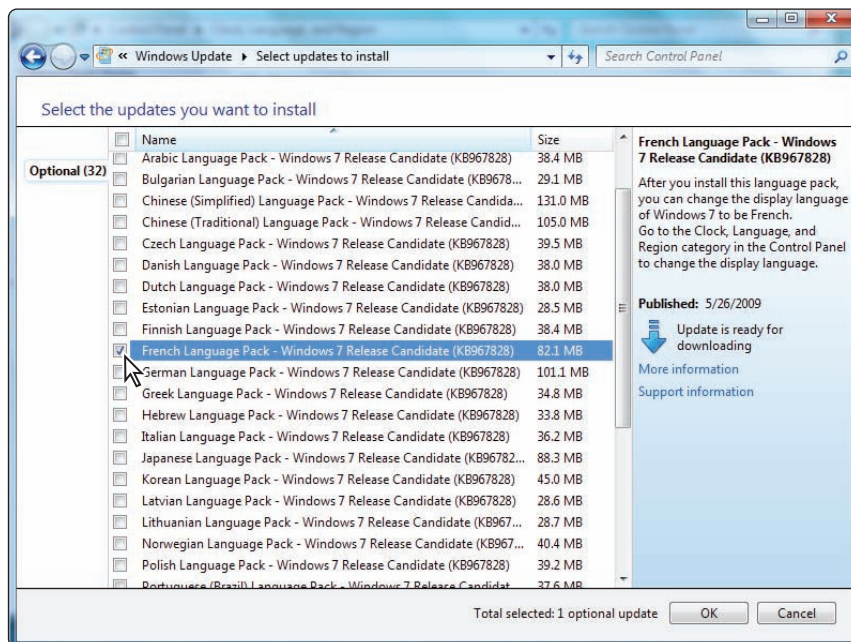 « Windows Update ▸ Select updates to install
Search Control Panel
Select the updates you want to install
Optional (32)
Name Size
Arabic Language Pack - Windows 7 Release Candidate (KB967828) 38.4 MB
Bulgarian Language Pack - Windows 7 Release Candidate (KB9678... 29.1 MB
Chinese (Simplified) Language Pack - Windows 7 Release Candida... 131.0 MB
Chinese (Traditional) Language Pack - Windows 7 Release Candid... 105.0 MB
Czech Language Pack - Windows 7 Release Candidate (KB967828) 39.5 MB
Danish Language Pack - Windows 7 Release Candidate (KB967828) 38.0 MB
Dutch Language Pack - Windows 7 Release Candidate (KB967828) 38.0 MB
Estonian Language Pack - Windows 7 Release Candidate (KB967828) 28.5 MB
Finnish Language Pack - Windows 7 Release Candidate (KB967828) 38.4 MB
French Language Pack - Windows 7 Release Candidate (KB967828) 82.1 MB
German Language Pack - Windows 7 Release Candidate (KB967828) 101.1 MB
Greek Language Pack - Windows 7 Release Candidate (KB967828) 34.8 MB
Hebrew Language Pack - Windows 7 Release Candidate (KB967828) 33.8 MB
Italian Language Pack - Windows 7 Release Candidate (KB967828) 36.2 MB
Japanese Language Pack - Windows 7 Release Candidate (KB96782... 88.3 MB
Korean Language Pack - Windows 7 Release Candidate (KB967828) 45.0 MB
Latvian Language Pack - Windows 7 Release Candidate (KB967828) 28.6 MB
Lithuanian Language Pack - Windows 7 Release Candidate (KB967... 28.7 MB
Norwegian Language Pack - Windows 7 Release Candidate (KB967... 40.4 MB
Polish Language Pack - Windows 7 Release Candidate (KB967828) 39.2 MB
Portuguese (Brazil) Language Pack - Windows 7 Release Candidat... 37.6 MB
French Language Pack - Windows
7 Release Candidate (KB967828)
After you install this language pack,
you can change the display language
of Windows 7 to be French.
Go to the Clock, Language, and
Region category in the Control Panel
to change the display language.
Published: 5/26/2009
Update is ready for
downloading
More information
Support information
Total selected: 1 optional update OK Cancel